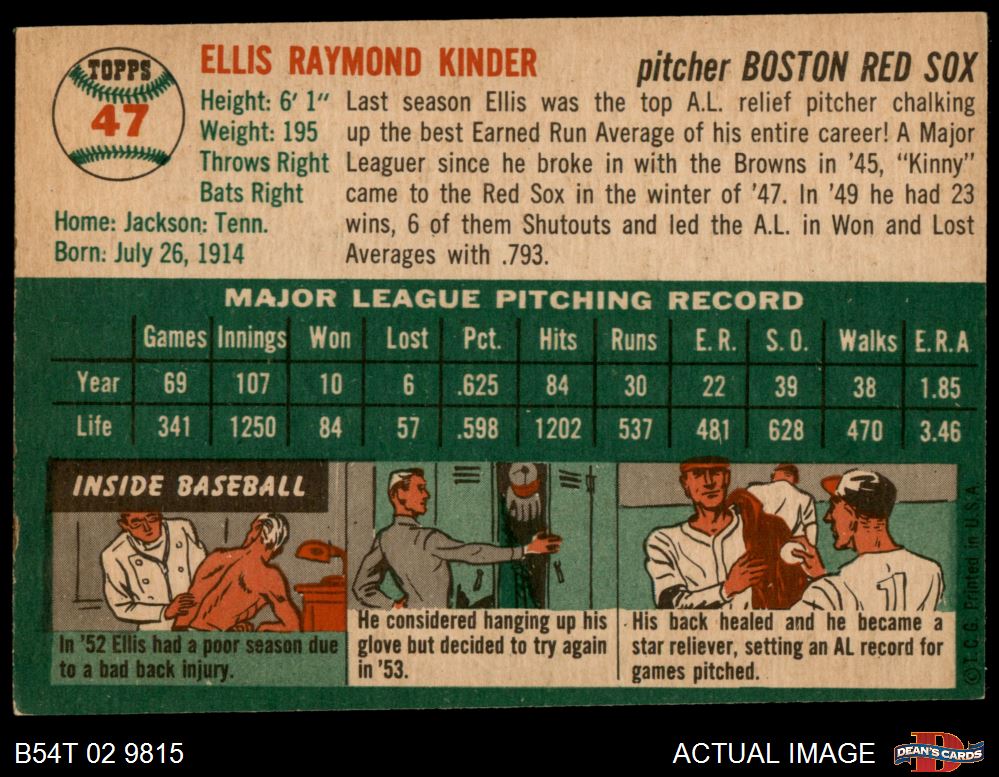 TOPPS
47
ELLIS RAYMOND KINDER
pitcher BOSTON RED SOX
Height: 6' 1"
Weight: 195
Throws Right
Bats Right
Home: Jackson: Tenn.
Born: July 26, 1914
Last season Ellis was the top A.L. relief pitcher chalking
up the best Earned Run Average of his entire career! A Major
Leaguer since he broke in with the Browns in '45, "Kinny"
came to the Red Sox in the winter of '47. In '49 he had 23
wins, 6 of them Shutouts and led the A.L. in Won and Lost
Averages with .793.
MAJOR LEAGUE PITCHING RECORD
Games Innings Won Lost Pct. Hits Runs E. R. S. O. Walks E.R.A
Year 69 107 10 6 .625 84 30 22 39 38 1.85
Life 341 1250 84 57 .598 1202 537 481 628 470 3.46
INSIDE BASEBALL
In '52 Ellis had a poor season due
to a bad back injury.
He considered hanging up his
glove but decided to try again
in '53.
1
His back healed and he became a
star reliever, setting an AL record for
games pitched.
© T. C. G. Printed in U.S.A.
B54T 02 9815
ACTUAL IMAGE
DEAN'S CARDS